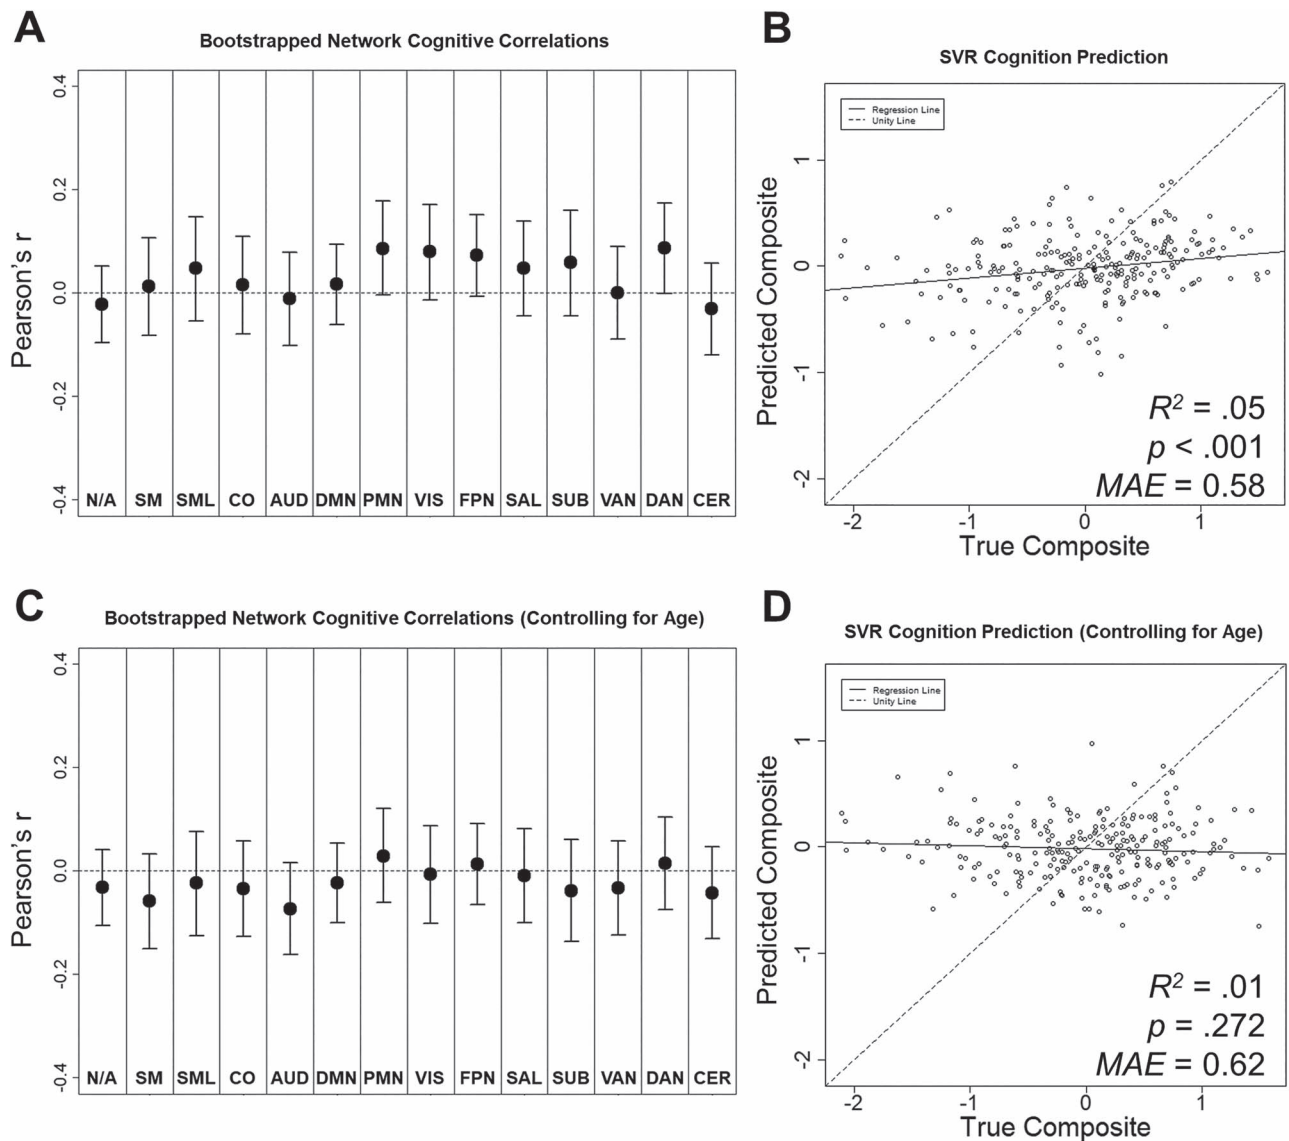 A
Bootstrapped Network Cognitive Correlations
Pearson's r
0.4
0.2
0.0
-0.2
-0.4
N/A SM SML CO AUD DMN PMN VIS FPN SAL SUB VAN DAN CER
B
SVR Cognition Prediction
Regression Line
Unity Line
Predicted Composite
1
0
-1
-2
R² = .05
p < .001
MAE = 0.58
-2 -1 0 1
True Composite
C
Bootstrapped Network Cognitive Correlations (Controlling for Age)
Pearson's r
0.4
0.2
0.0
-0.2
-0.4
N/A SM SML CO AUD DMN PMN VIS FPN SAL SUB VAN DAN CER
D
SVR Cognition Prediction (Controlling for Age)
Regression Line
Unity Line
Predicted Composite
1
0
-1
-2
R² = .01
p = .272
MAE = 0.62
-2 -1 0 1
True Composite